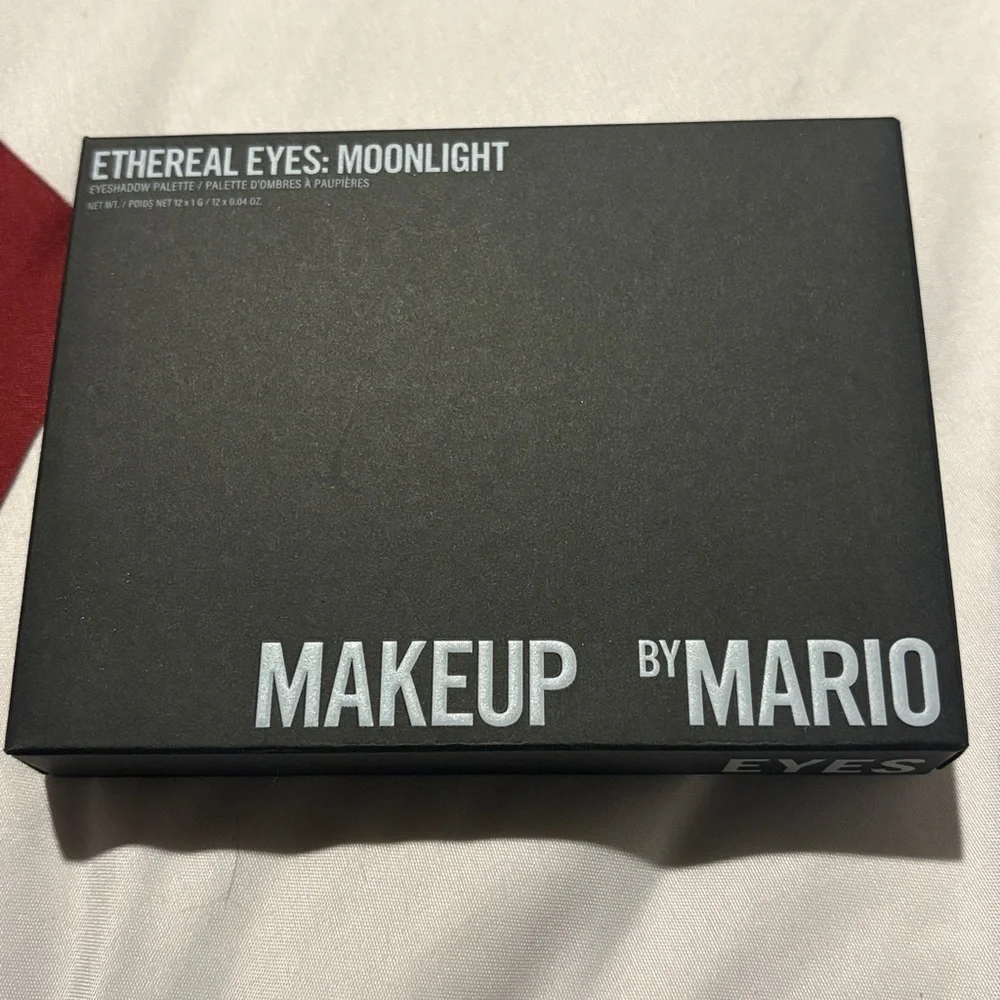 ETHEREAL EYES: MOONLIGHT
EYESHADOW PALETTE / PALETTE D'OMBRES À PAUPIÈRES
NET WT. / POIDS NET 12 x 1 G / 12 x 0.04 OZ.
MAKEUP BY MARIO
EYES